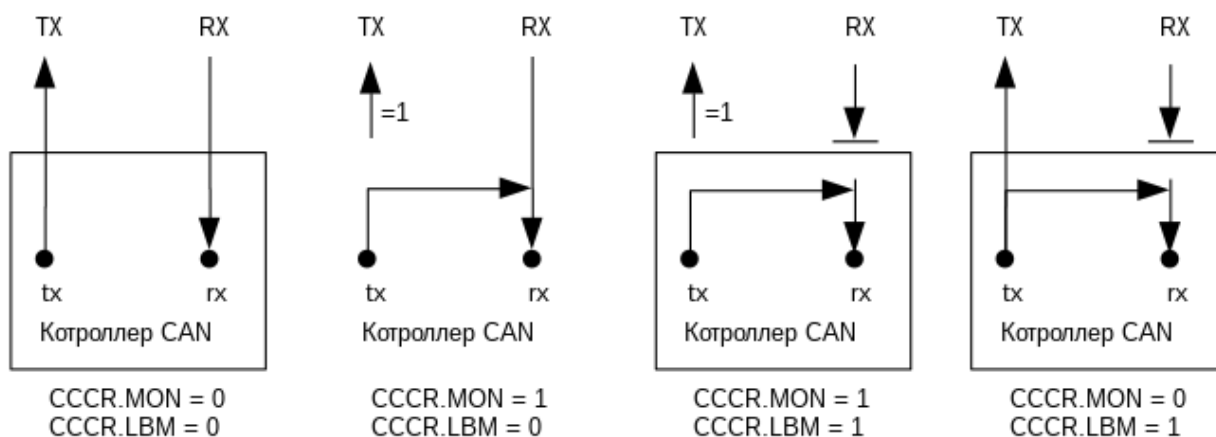 TX RX TX RX TX RX TX RX
=1 =1
tx rx tx rx tx rx tx rx
Котроллер CAN Котроллер CAN Котроллер CAN Котроллер CAN
CCCR.MON = 0 CCCR.MON = 1 CCCR.MON = 1 CCCR.MON = 0
CCCR.LBM = 0 CCCR.LBM = 0 CCCR.LBM = 1 CCCR.LBM = 1